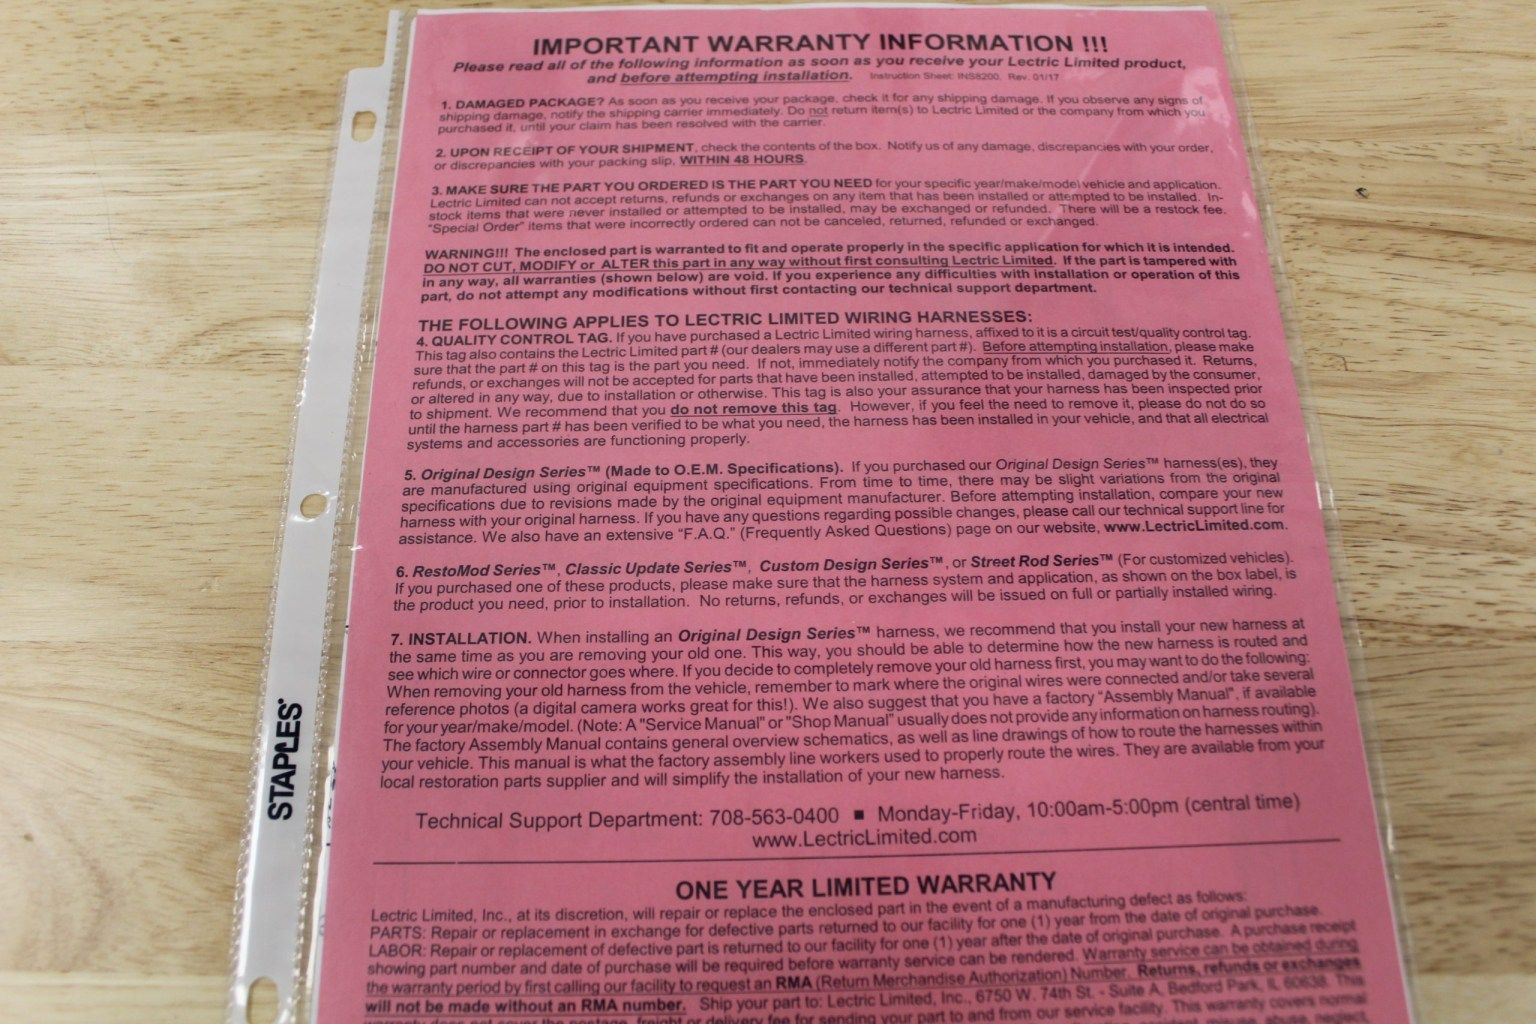 IMPORTANT WARRANTY INFORMATION !!!
Please read all of the following information as soon as you receive your Lectric Limited product,
and before attempting installation. Instruction Sheet: INS8200, Rev. 01/17
1. DAMAGED PACKAGE? As soon as you receive your package, check it for any shipping damage. If you observe any signs of
shipping damage, notify the shipping carrier immediately. Do not return item(s) to Lectric Limited or the company from which you
purchased it, until your claim has been resolved with the carrier.
2. UPON RECEIPT OF YOUR SHIPMENT, check the contents of the box. Notify us of any damage, discrepancies with your order,
or discrepancies with your packing slip, WITHIN 48 HOURS.
3. MAKE SURE THE PART YOU ORDERED IS THE PART YOU NEED for your specific year/make/model vehicle and application.
Lectric Limited can not accept returns, refunds or exchanges on any item that has been installed or attempted to be installed. In-
stock items that were never installed or attempted to be installed, may be exchanged or refunded. There will be a restock fee.
"Special Order" items that were incorrectly ordered can not be canceled, returned, refunded or exchanged.
WARNING!!! The enclosed part is warranted to fit and operate properly in the specific application for which it is intended.
DO NOT CUT, MODIFY or ALTER this part in any way without first consulting Lectric Limited. If the part is tampered with
in any way, all warranties (shown below) are void. If you experience any difficulties with installation or operation of this
part, do not attempt any modifications without first contacting our technical support department.
THE FOLLOWING APPLIES TO LECTRIC LIMITED WIRING HARNESSES:
4. QUALITY CONTROL TAG. If you have purchased a Lectric Limited wiring harness, affixed to it is a circuit test/quality control tag.
This tag also contains the Lectric Limited part # (our dealers may use a different part #). Before attempting installation, please make
sure that the part # on this tag is the part you need. If not, immediately notify the company from which you purchased it. Returns,
refunds, or exchanges will not be accepted for parts that have been installed, attempted to be installed, damaged by the consumer,
or altered in any way, due to installation or otherwise. This tag is also your assurance that your harness has been inspected prior
to shipment. We recommend that you do not remove this tag. However, if you feel the need to remove it, please do not do so
until the harness part # has been verified to be what you need, the harness has been installed in your vehicle, and that all electrical
systems and accessories are functioning properly.
5. Original Design Series™ (Made to O.E.M. Specifications). If you purchased our Original Design Series™ harness(es), they
are manufactured using original equipment specifications. From time to time, there may be slight variations from the original
specifications due to revisions made by the original equipment manufacturer. Before attempting installation, compare your new
harness with your original harness. If you have any questions regarding possible changes, please call our technical support line for
assistance. We also have an extensive "F.A.Q." (Frequently Asked Questions) page on our website, www.LectricLimited.com.
6. RestoMod Series™, Classic Update Series™, Custom Design Series™, or Street Rod Series™ (For customized vehicles).
If you purchased one of these products, please make sure that the harness system and application, as shown on the box label, is
the product you need, prior to installation. No returns, refunds, or exchanges will be issued on full or partially installed wiring.
7. INSTALLATION. When installing an Original Design Series™ harness, we recommend that you install your new harness at
the same time as you are removing your old one. This way, you should be able to determine how the new harness is routed and
see which wire or connector goes where. If you decide to completely remove your old harness first, you may want to do the following:
When removing your old harness from the vehicle, remember to mark where the original wires were connected and/or take several
reference photos (a digital camera works great for this!). We also suggest that you have a factory "Assembly Manual", if available
for your year/make/model. (Note: A "Service Manual" or "Shop Manual" usually does not provide any information on harness routing).
The factory Assembly Manual contains general overview schematics, as well as line drawings of how to route the harnesses within
your vehicle. This manual is what the factory assembly line workers used to properly route the wires. They are available from your
local restoration parts supplier and will simplify the installation of your new harness.
Technical Support Department: 708-563-0400 ■ Monday-Friday, 10:00am-5:00pm (central time)
www.LectricLimited.com
ONE YEAR LIMITED WARRANTY
Lectric Limited, Inc., at its discretion, will repair or replace the enclosed part in the event of a manufacturing defect as follows:
PARTS: Repair or replacement in exchange for defective parts returned to our facility for one (1) year from the date of original purchase.
LABOR: Repair or replacement of defective part is returned to our facility for one (1) year after the date of original purchase. A purchase receipt
showing part number and date of purchase will be required before warranty service can be rendered. Warranty service can be obtained during
the warranty period by first calling our facility to request an RMA (Return Merchandise Authorization) Number. Returns, refunds or exchanges
will not be made without an RMA number. Ship your part to: Lectric Limited, Inc., 6750 W. 74th St. - Suite A, Bedford Park, IL 60638. This
warranty does not cover the postage, freight or delivery fee for sending your part to and from our service facility. This warranty covers normal
accident, misuse, abuse, neglect,
STAPLES